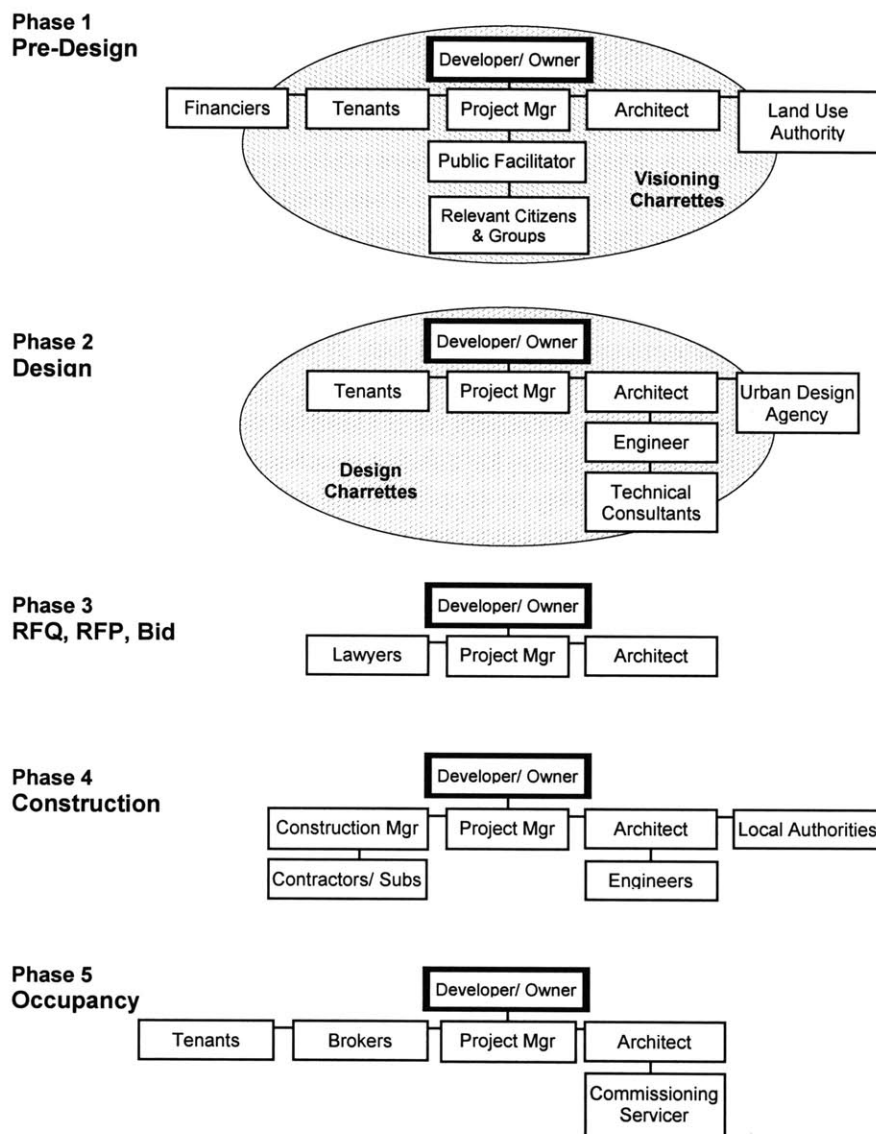 Phase 1
Pre-Design
Developer/ Owner
Financiers
Tenants
Project Mgr
Architect
Land Use
Authority
Public Facilitator
Visioning
Charrettes
Relevant Citizens
& Groups
Phase 2
Design
Developer/ Owner
Tenants
Project Mgr
Architect
Urban Design
Agency
Engineer
Design
Charrettes
Technical
Consultants
Phase 3
RFQ, RFP, Bid
Developer/ Owner
Lawyers
Project Mgr
Architect
Phase 4
Construction
Developer/ Owner
Construction Mgr
Project Mgr
Architect
Local Authorities
Contractors/ Subs
Engineers
Phase 5
Occupancy
Developer/ Owner
Tenants
Brokers
Project Mgr
Architect
Commissioning
Servicer